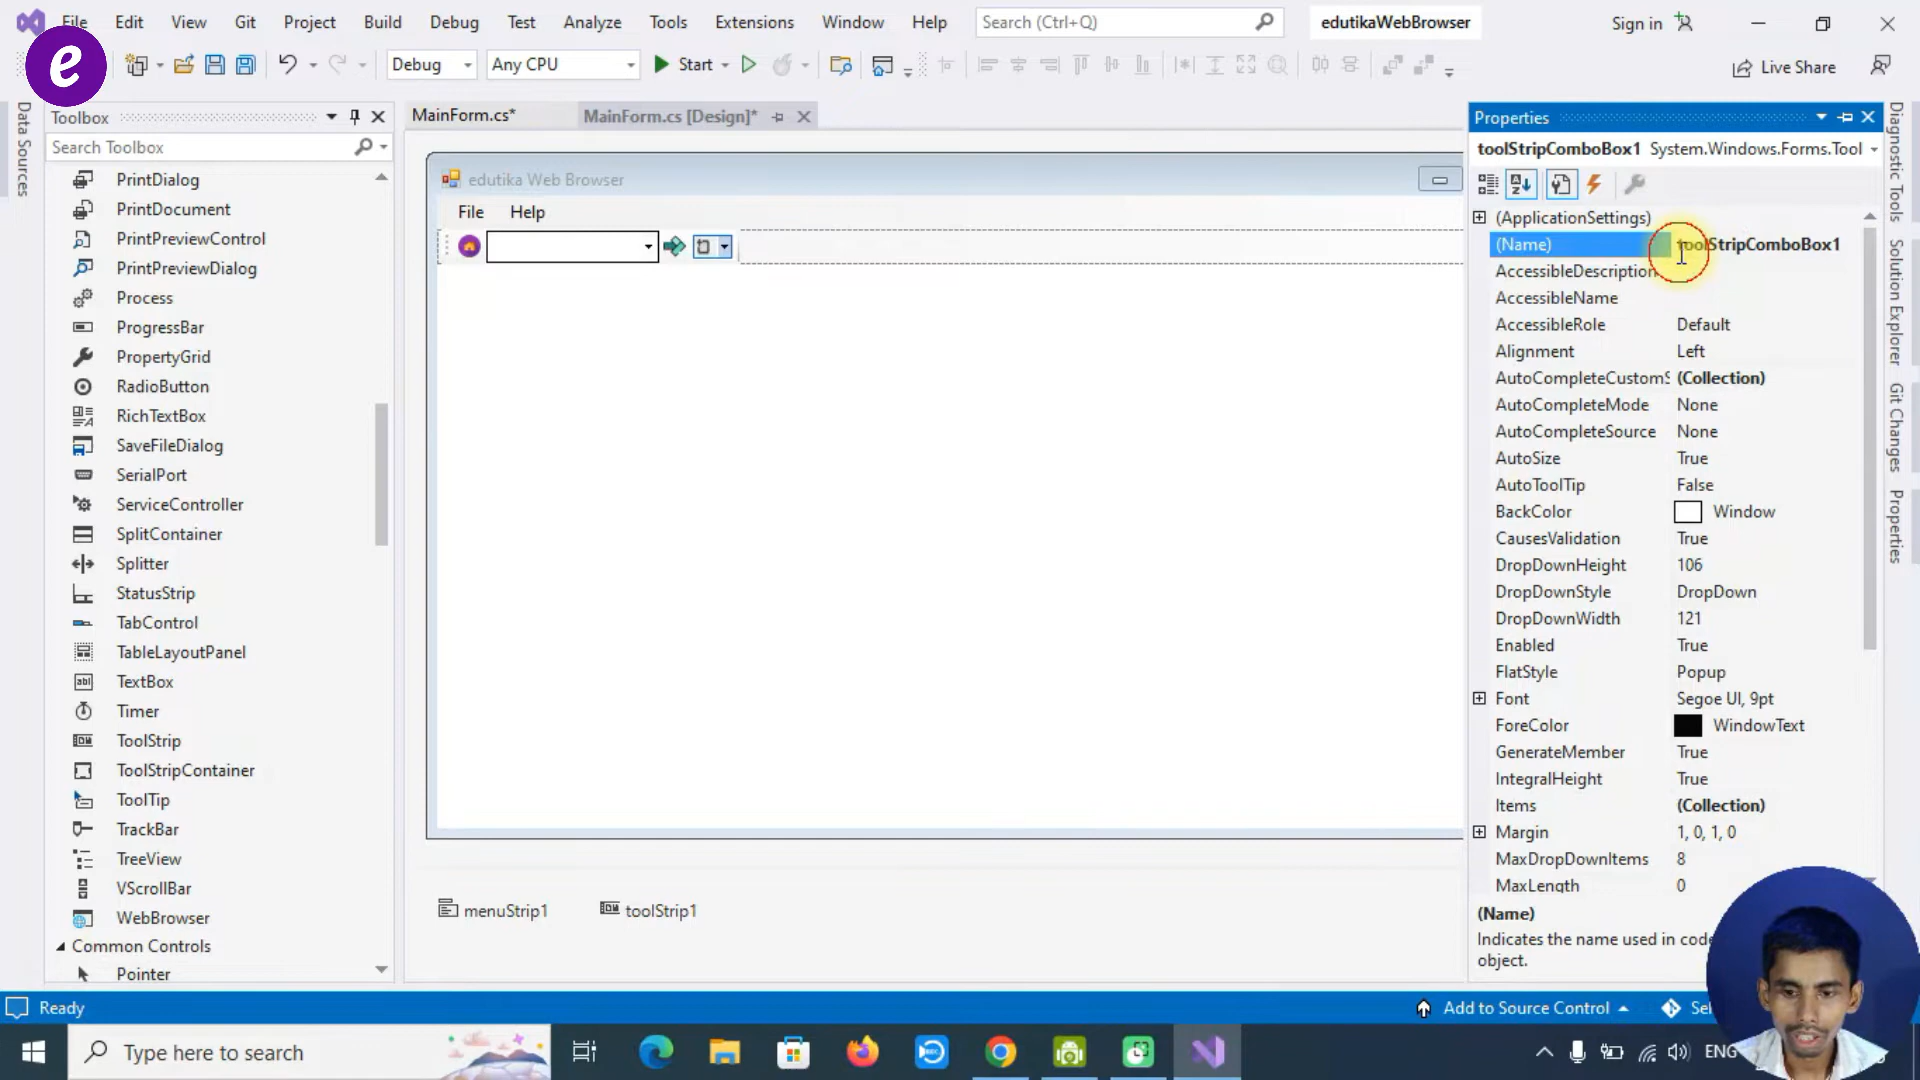 File Edit View Git Project Build Debug Test Analyze Tools Extensions Window Help Search (Ctrl+Q) edutikaWebBrowser Sign in
e Debug Any CPU Start Live Share
Data Sources
Toolbox
Search Toolbox
PrintDialog
PrintDocument
PrintPreviewControl
PrintPreviewDialog
Process
ProgressBar
PropertyGrid
RadioButton
RichTextBox
SaveFileDialog
SerialPort
ServiceController
SplitContainer
Splitter
StatusStrip
TabControl
TableLayoutPanel
TextBox
Timer
ToolStrip
ToolStripContainer
ToolTip
TrackBar
TreeView
VScrollBar
WebBrowser
Common Controls
Pointer
MainForm.cs* MainForm.cs [Design]*
edutika Web Browser
File Help
menuStrip1 toolStrip1
Properties
toolStripComboBox1 System.Windows.Forms.Tool
(ApplicationSettings)
(Name) toolStripComboBox1
AccessibleDescription
AccessibleName
AccessibleRole Default
Alignment Left
AutoCompleteCustomS (Collection)
AutoCompleteMode None
AutoCompleteSource None
AutoSize True
AutoToolTip False
BackColor Window
CausesValidation True
DropDownHeight 106
DropDownStyle DropDown
DropDownWidth 121
Enabled True
FlatStyle Popup
Font Segoe UI, 9pt
ForeColor WindowText
GenerateMember True
IntegralHeight True
Items (Collection)
Margin 1, 0, 1, 0
MaxDropDownItems 8
MaxLength 0
(Name)
Indicates the name used in code
object.
Diagnostic Tools
Solution Explorer
Git Changes
Properties
Ready Add to Source Control
Type here to search ENG